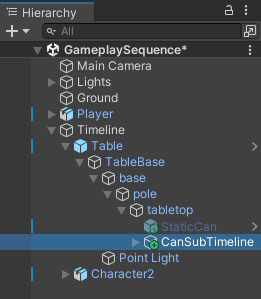 Hierarchy
All
GameplaySequence*
Main Camera
Lights
Ground
Player
Timeline
Table
TableBase
base
pole
tabletop
StaticCan
CanSubTimeline
Point Light
Character2